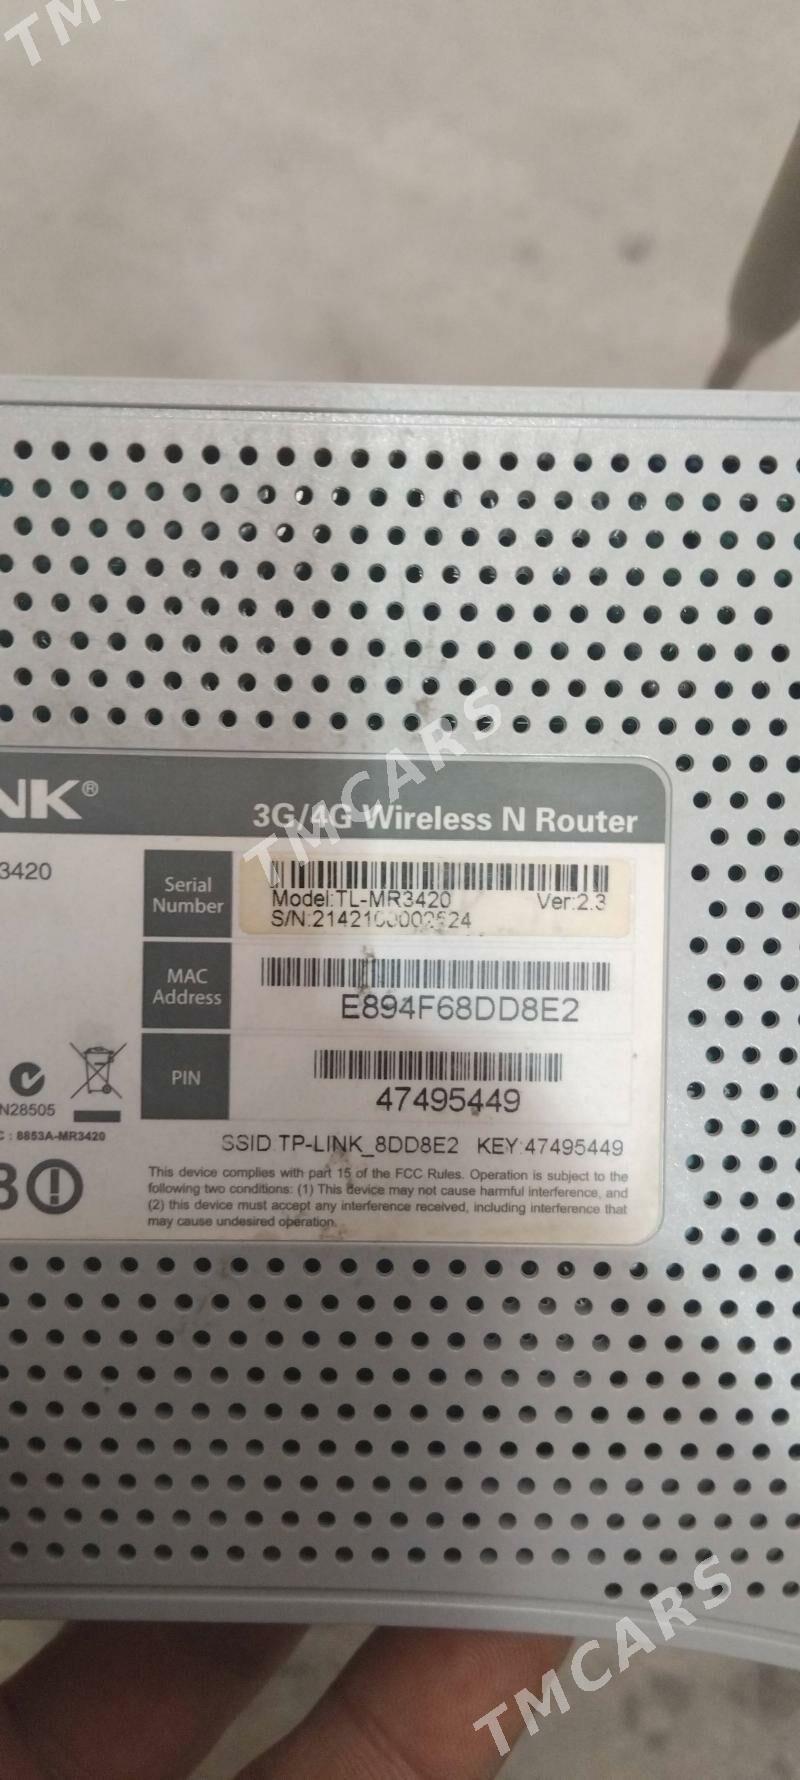 TMCARS
NK®
3G/4G Wireless N Router
3420
Serial Number
Model:TL-MR3420 Ver:2.3
TMCARS
MAC Address
E894F68DD8E2
PIN
47495449
N28505
C : 8853A-MR3420
SSID:TP-LINK_8DD8E2 KEY:47495449
This device complies with part 15 of the FCC Rules. Operation is subject to the
following two conditions: (1) This device may not cause harmful interference, and
(2) this device must accept any interference received, including interference that
may cause undesired operation.
TMCARS